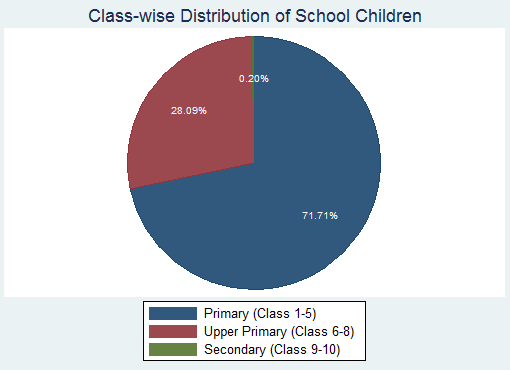 Class-wise Distribution of School Children
0.20%
28.09%
71.71%
Primary (Class 1-5)
Upper Primary (Class 6-8)
Secondary (Class 9-10)